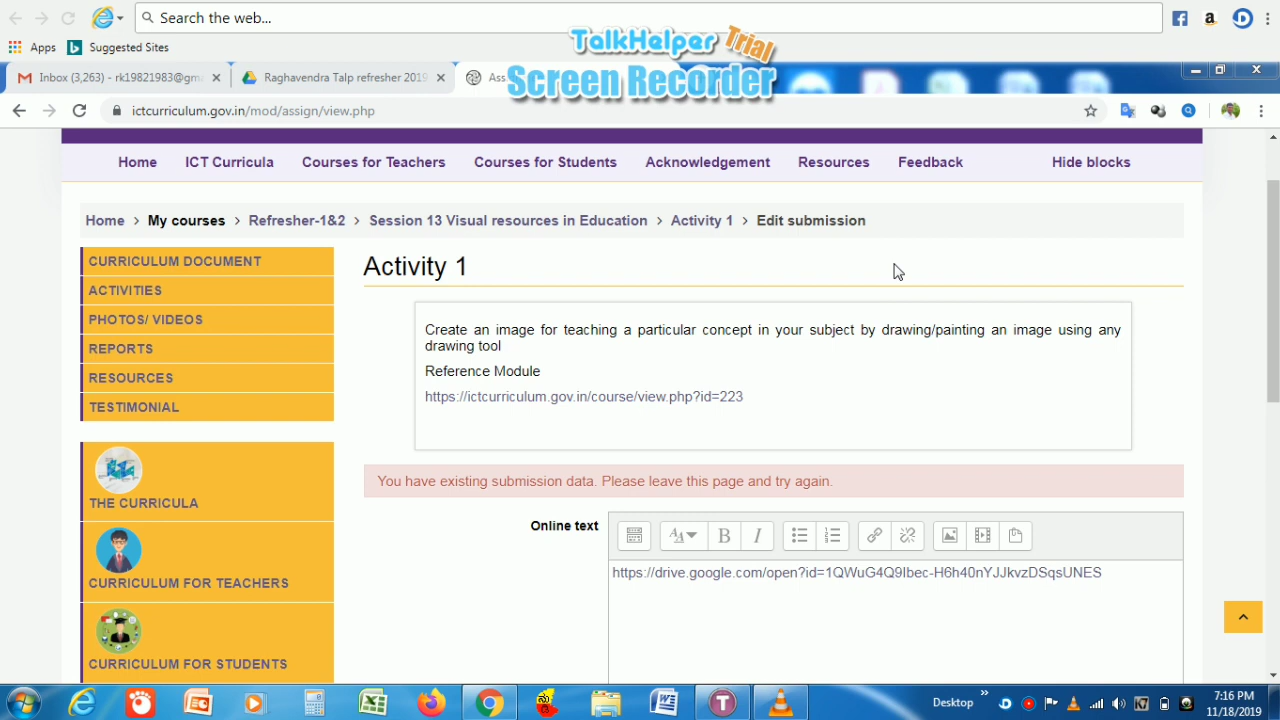 Search the web...
TalkHelper Trial
Screen Recorder
Apps
Suggested Sites
Inbox (3,263) - rk19821983@gm
Raghavendra Talp refresher 2019
Ass
ictcurriculum.gov.in/mod/assign/view.php
Home
ICT Curricula
Courses for Teachers
Courses for Students
Acknowledgement
Resources
Feedback
Hide blocks
Home > My courses > Refresher-1&2 > Session 13 Visual resources in Education > Activity 1 > Edit submission
CURRICULUM DOCUMENT
ACTIVITIES
PHOTOS/ VIDEOS
REPORTS
RESOURCES
TESTIMONIAL
THE CURRICULA
CURRICULUM FOR TEACHERS
CURRICULUM FOR STUDENTS
Activity 1
Create an image for teaching a particular concept in your subject by drawing/painting an image using any
drawing tool
Reference Module
https://ictcurriculum.gov.in/course/view.php?id=223
You have existing submission data. Please leave this page and try again.
Online text
https://drive.google.com/open?id=1QWuG4Q9Ibec-H6h40nYJJkvzDSqsUNES
Desktop
7:16 PM
11/18/2019